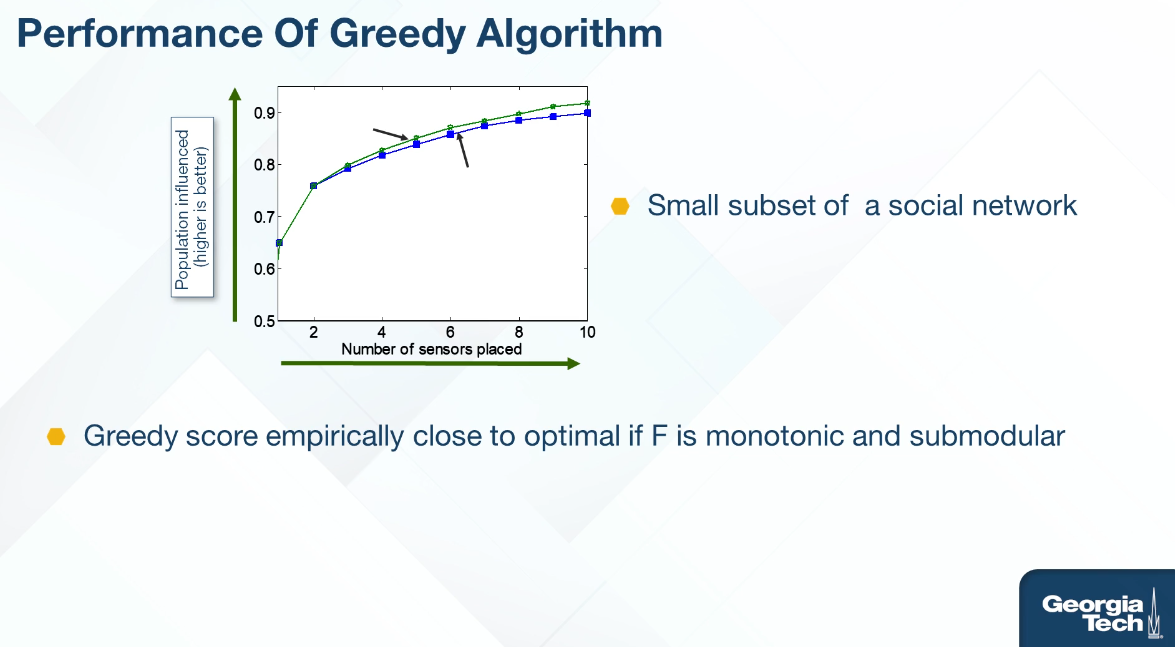 Performance Of Greedy Algorithm
Population influenced
(higher is better)
0.9
0.8
0.7
0.6
0.5
2 4 6 8 10
Number of sensors placed
Small subset of a social network
Greedy score empirically close to optimal if F is monotonic and submodular
Georgia
Tech